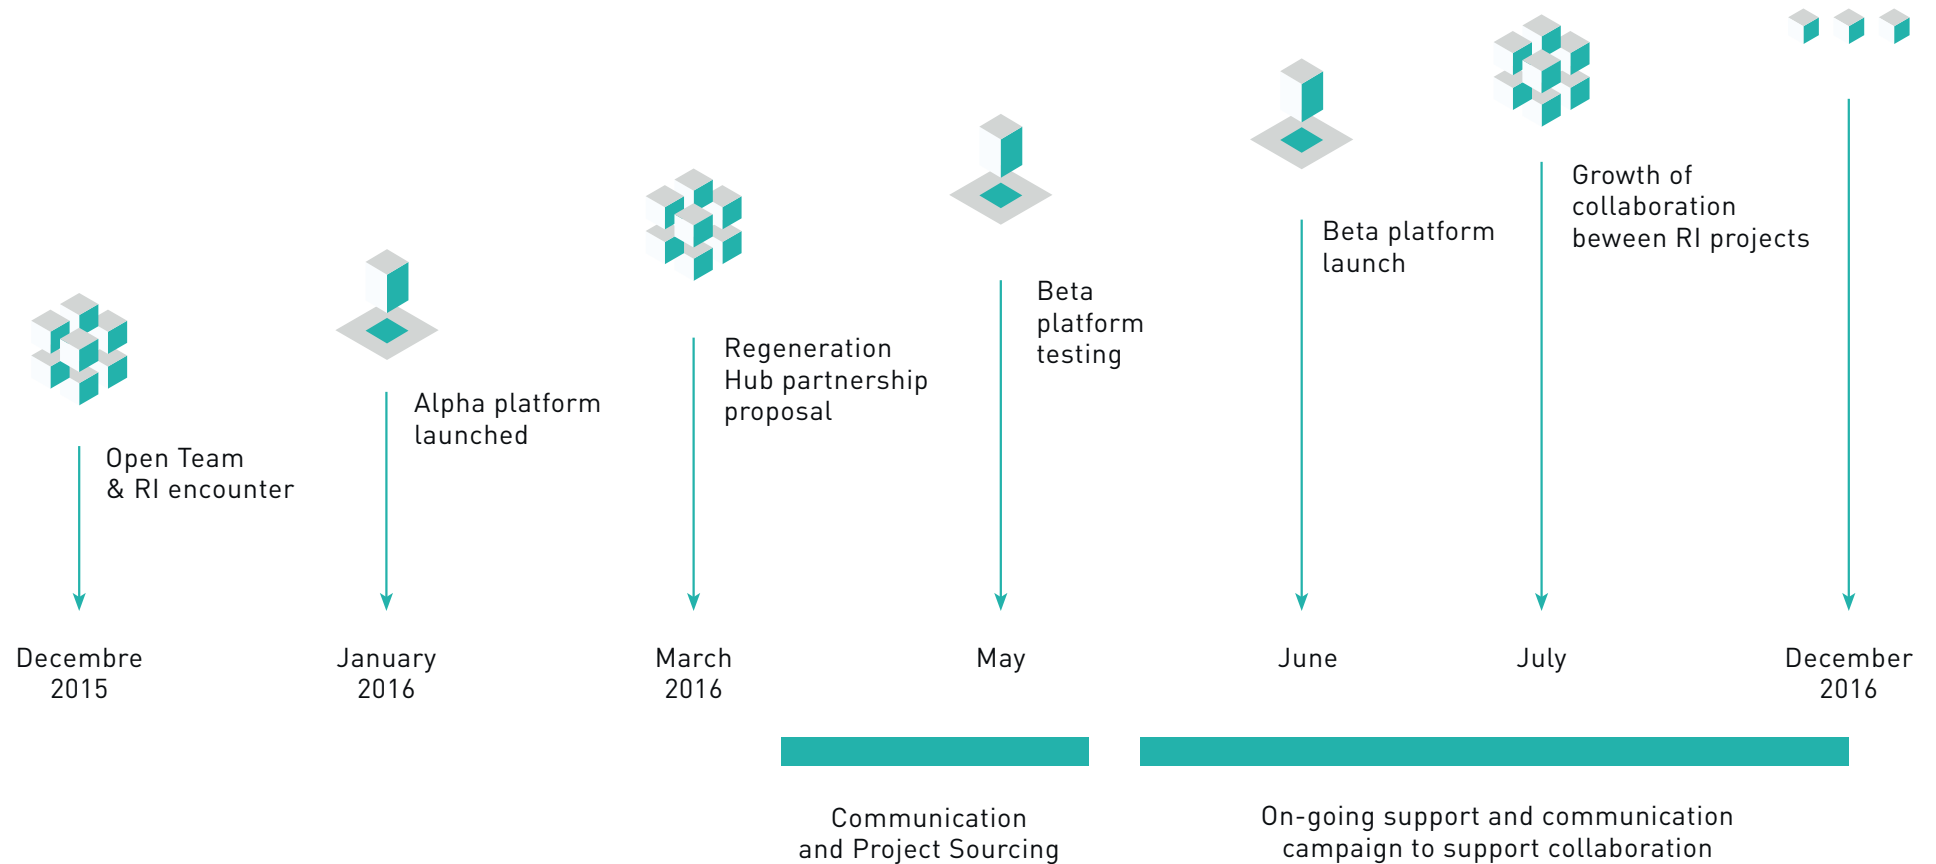 Open Team
& RI encounter
Alpha platform
launched
Regeneration
Hub partnership
proposal
Beta
platform
testing
Beta platform
launch
Growth of
collaboration
beween RI projects
Decembre
2015
January
2016
March
2016
May
June
July
December
2016
Communication
and Project Sourcing
On-going support and communication
campaign to support collaboration